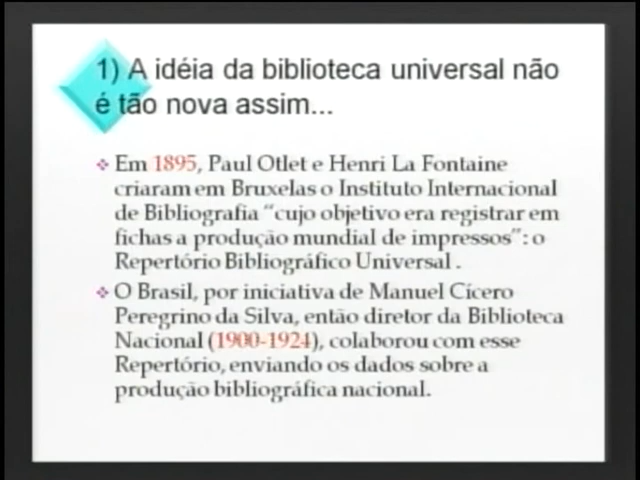 1) A idéia da biblioteca universal não
é tão nova assim...
Em 1895, Paul Otlet e Henri La Fontaine
criaram em Bruxelas o Instituto Internacional
de Bibliografia “cujo objetivo era registrar em
fichas a produção mundial de impressos”: o
Repertório Bibliográfico Universal .
O Brasil, por iniciativa de Manuel Cícero
Peregrino da Silva, então diretor da Biblioteca
Nacional (1900-1924), colaborou com esse
Repertório, enviando os dados sobre a
produção bibliográfica nacional.